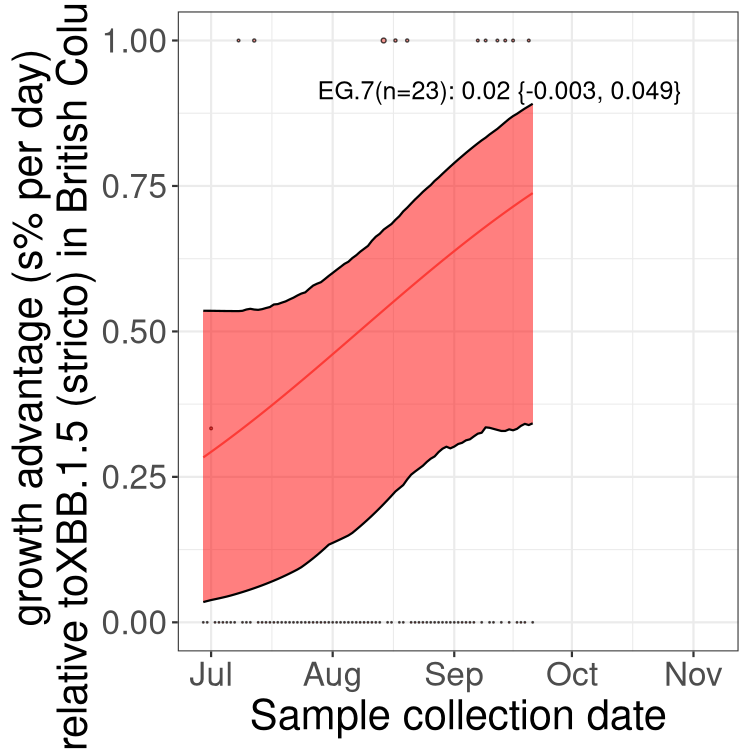 growth advantage (s% per day)
relative toXBB.1.5 (stricto) in British Colu
1.00
0.75
0.50
0.25
0.00
EG.7(n=23): 0.02 {-0.003, 0.049}
Jul Aug Sep Oct Nov
Sample collection date